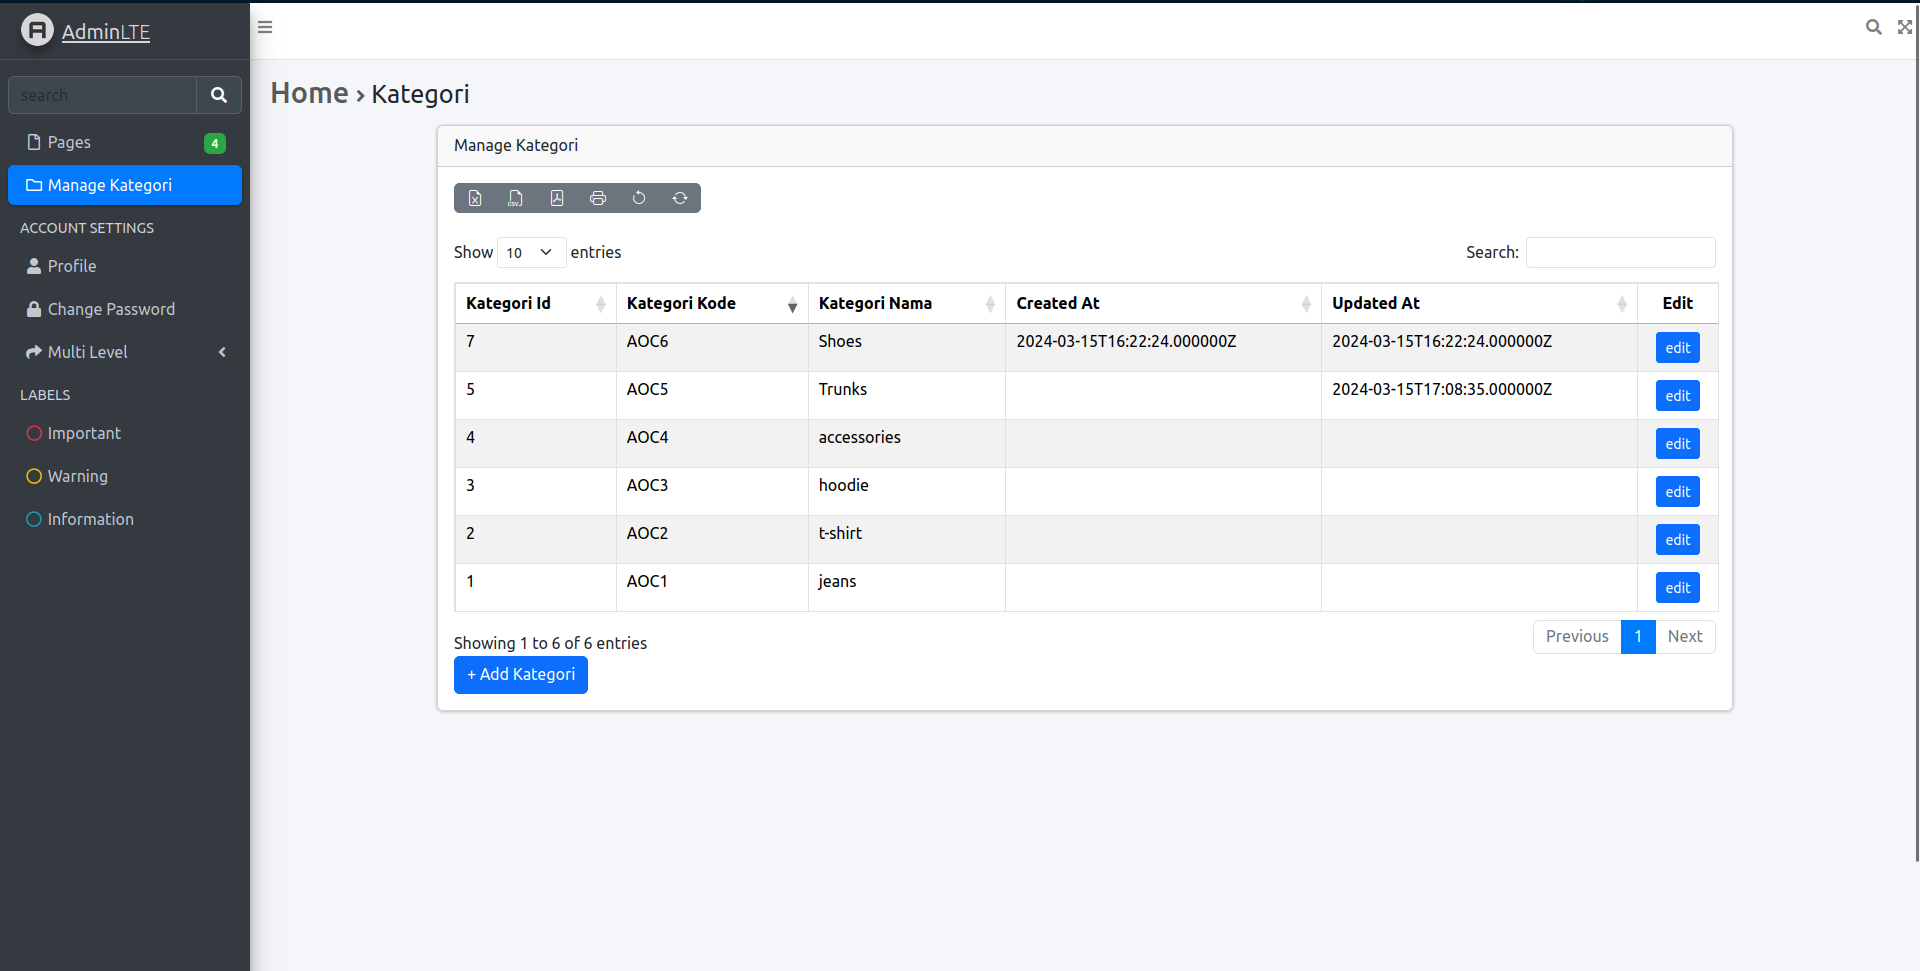 AdminLTE
search
Pages 4
Manage Kategori
ACCOUNT SETTINGS
Profile
Change Password
Multi Level
LABELS
Important
Warning
Information
Home › Kategori
Manage Kategori
CSV
Show 10 entries
Search:
Kategori Id Kategori Kode Kategori Nama Created At Updated At Edit
7 AOC6 Shoes 2024-03-15T16:22:24.000000Z 2024-03-15T16:22:24.000000Z edit
5 AOC5 Trunks 2024-03-15T17:08:35.000000Z edit
4 AOC4 accessories edit
3 AOC3 hoodie edit
2 AOC2 t-shirt edit
1 AOC1 jeans edit
Showing 1 to 6 of 6 entries
Previous 1 Next
+ Add Kategori